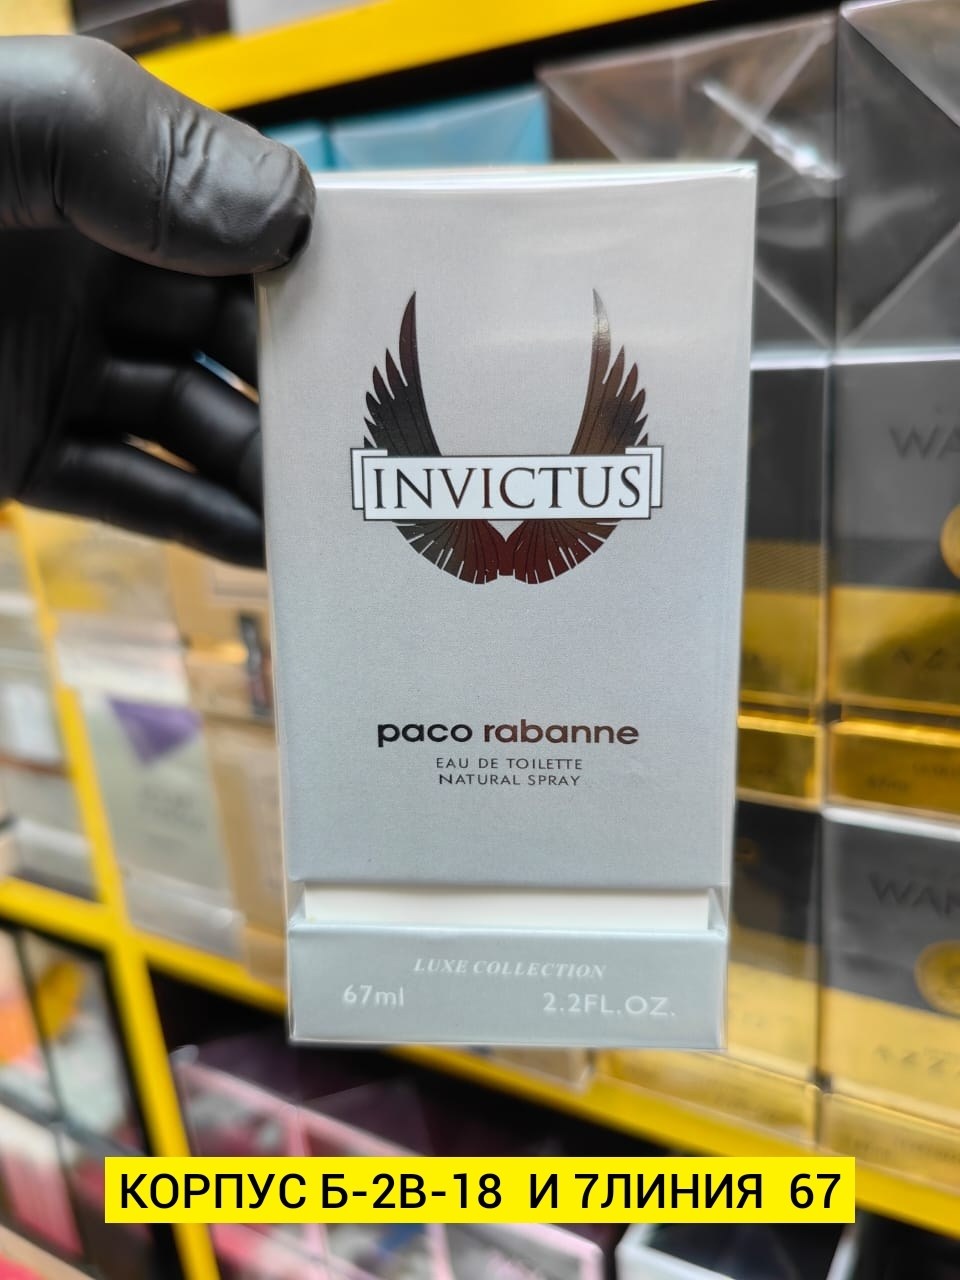 INVICTUS
paco rabanne
EAU DE TOILETTE
NATURAL SPRAY
LUXE COLLECTION
67ml 2.2FL.OZ.
КОРПУС Б-2В-18 И 7ЛИНИЯ 67